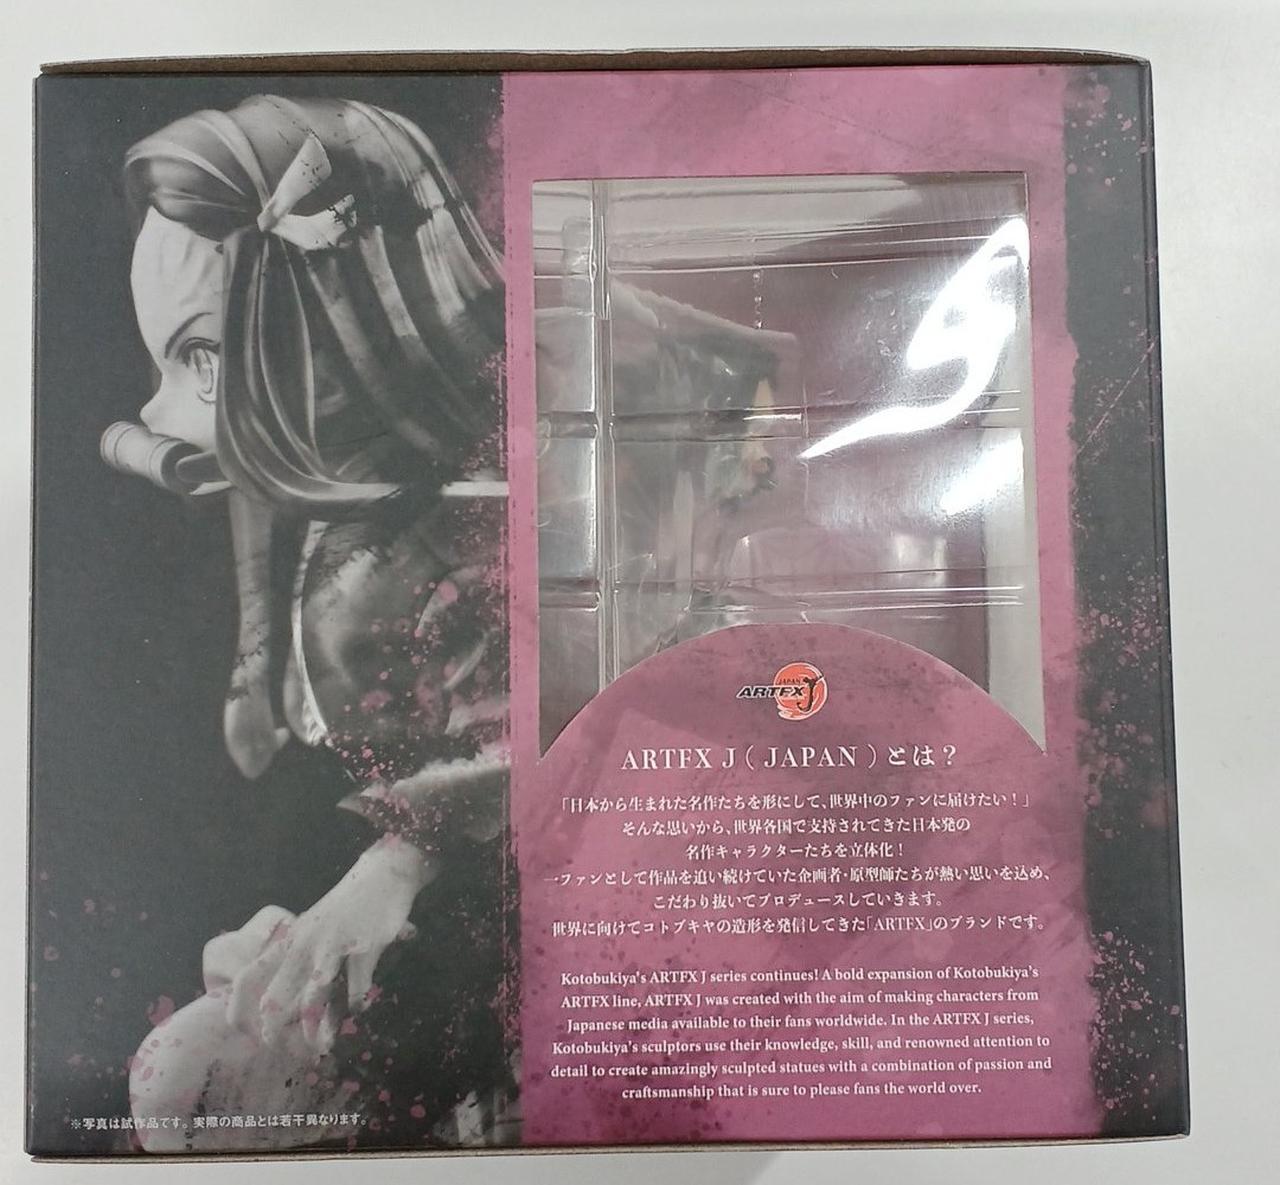 JAPAN
ARTFX J
ARTFX J ( JAPAN ) とは？
「日本から生まれた名作たちを形にして、世界中のファンに届けたい！」
そんな思いから、世界各国で支持されてきた日本発の
名作キャラクターたちを立体化！
一ファンとして作品を追い続けていた企画者・原型師たちが熱い思いを込め、
こだわり抜いてプロデュースしていきます。
世界に向けてコトブキヤの造形を発信してきた「ARTFX」のブランドです。
Kotobukiya's ARTFX J series continues! A bold expansion of Kotobukiya's
ARTFX line, ARTFX J was created with the aim of making characters from
Japanese media available to their fans worldwide. In the ARTFX J series,
Kotobukiya's sculptors use their knowledge, skill, and renowned attention to
detail to create amazingly sculpted statues with a combination of passion and
craftsmanship that is sure to please fans the world over.
※写真は試作品です。実際の商品とは若干異なります。